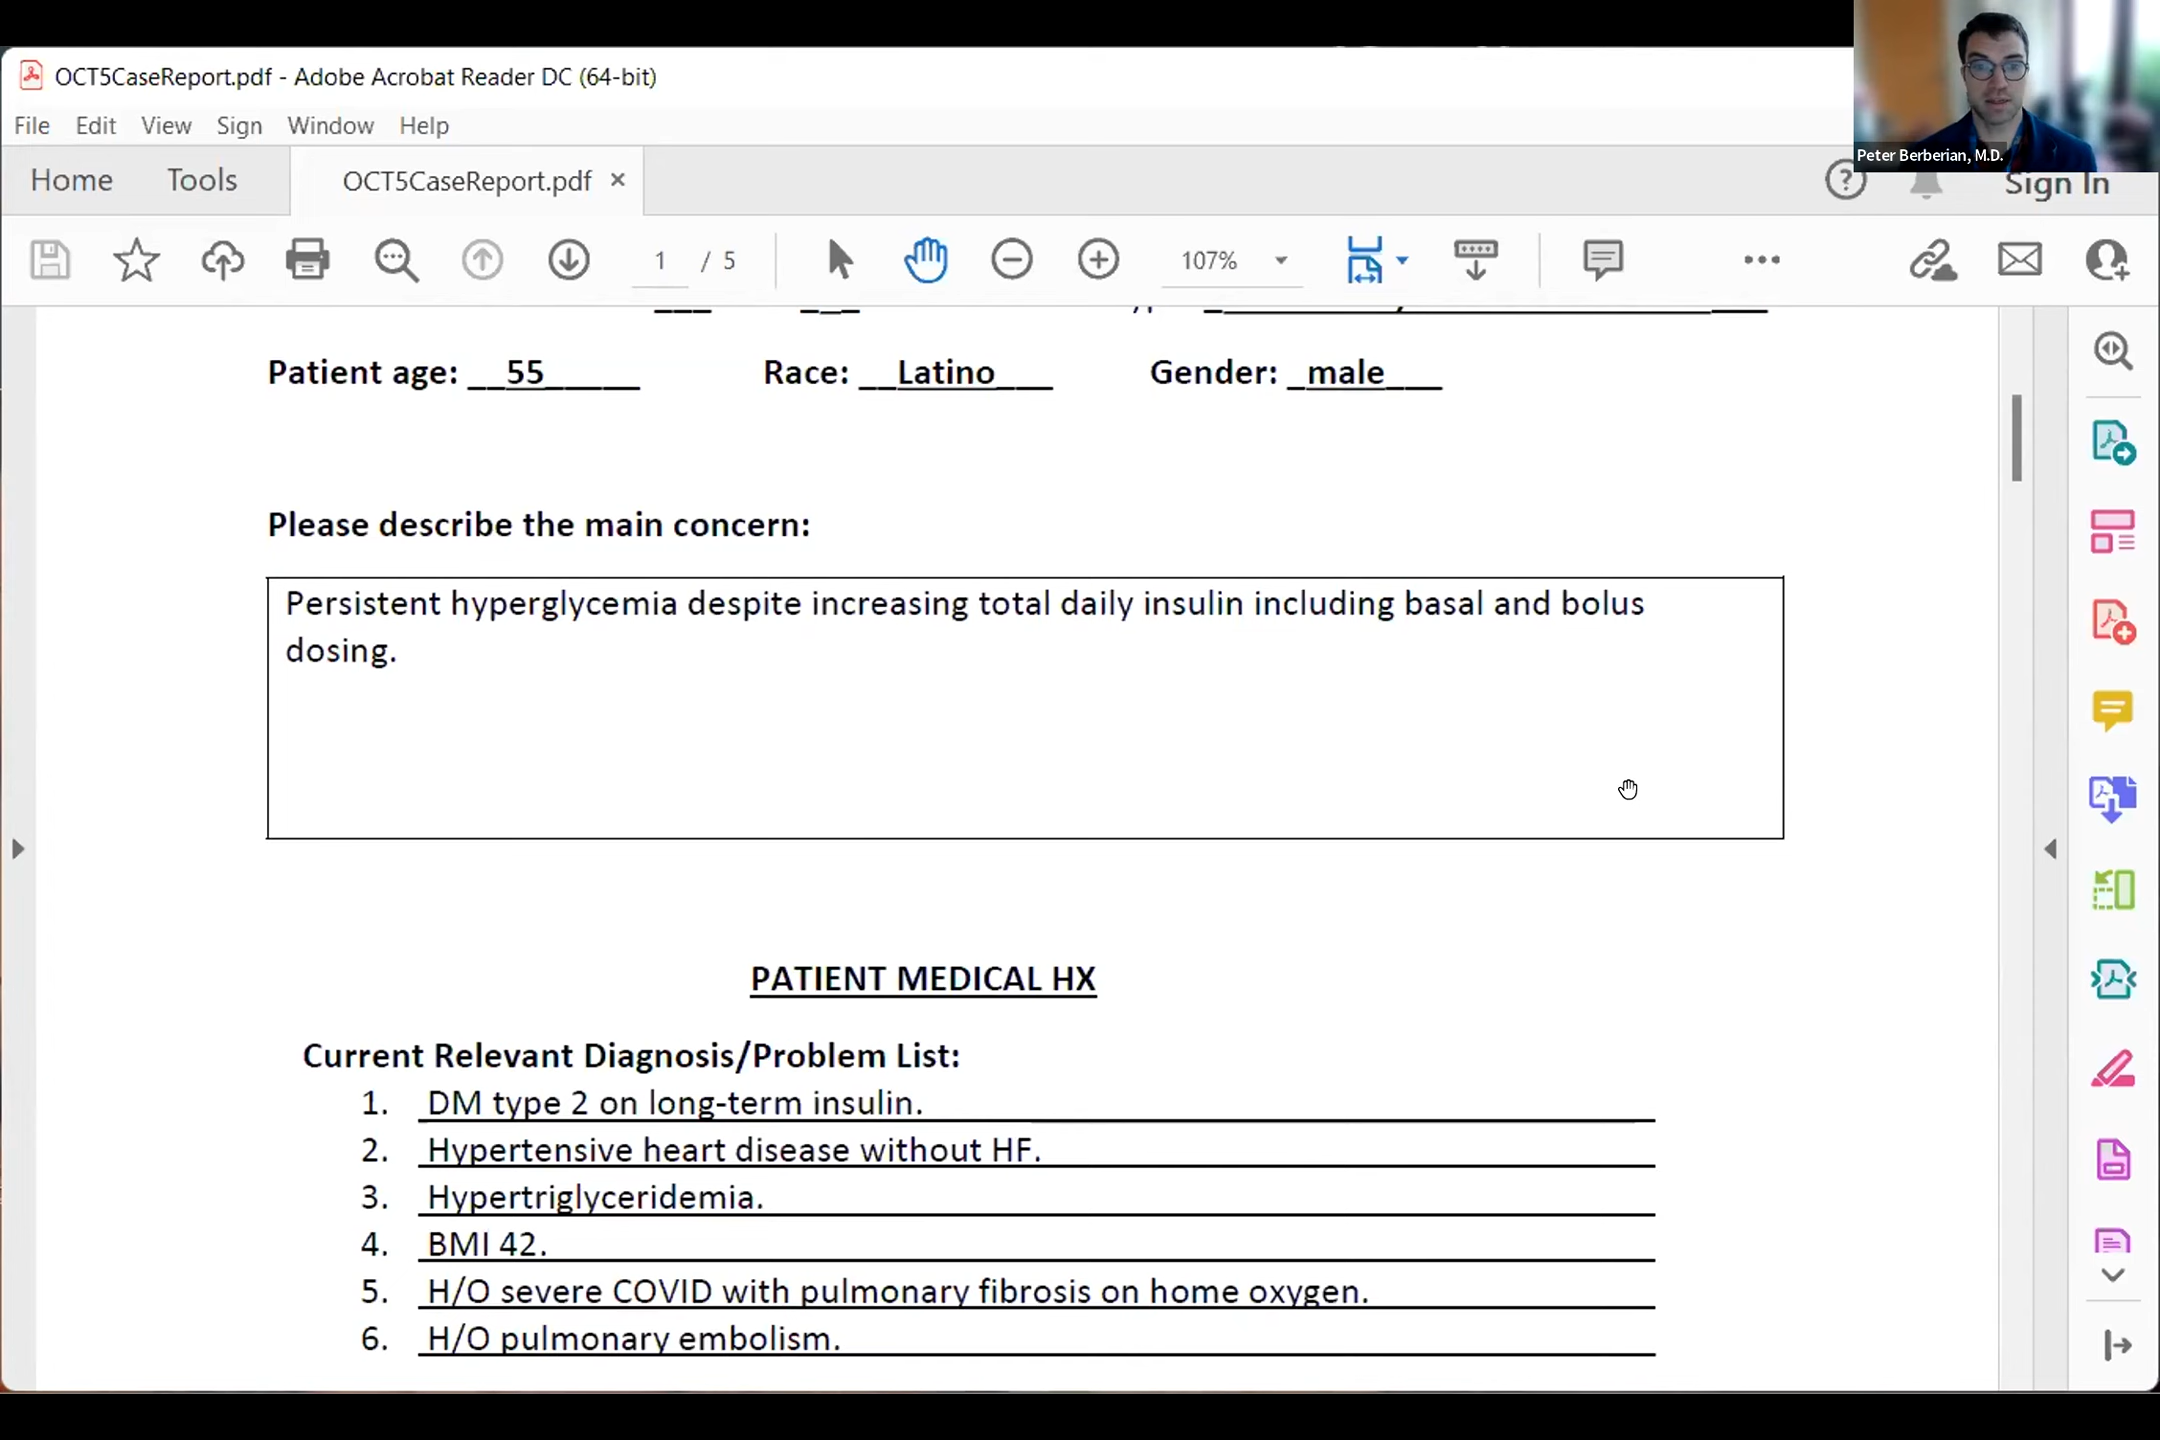 OCT5CaseReport.pdf - Adobe Acrobat Reader DC (64-bit)
Peter Berberian, M.D.
File Edit View Sign Window Help
Home Tools OCT5CaseReport.pdf × Sign In
1 / 5 107%
Patient age: __55_____ Race: __Latino___ Gender: _male___
Please describe the main concern:
Persistent hyperglycemia despite increasing total daily insulin including basal and bolus
dosing.
PATIENT MEDICAL HX
Current Relevant Diagnosis/Problem List:
1. DM type 2 on long-term insulin.
2. Hypertensive heart disease without HF.
3. Hypertriglyceridemia.
4. BMI 42.
5. H/O severe COVID with pulmonary fibrosis on home oxygen.
6. H/O pulmonary embolism.